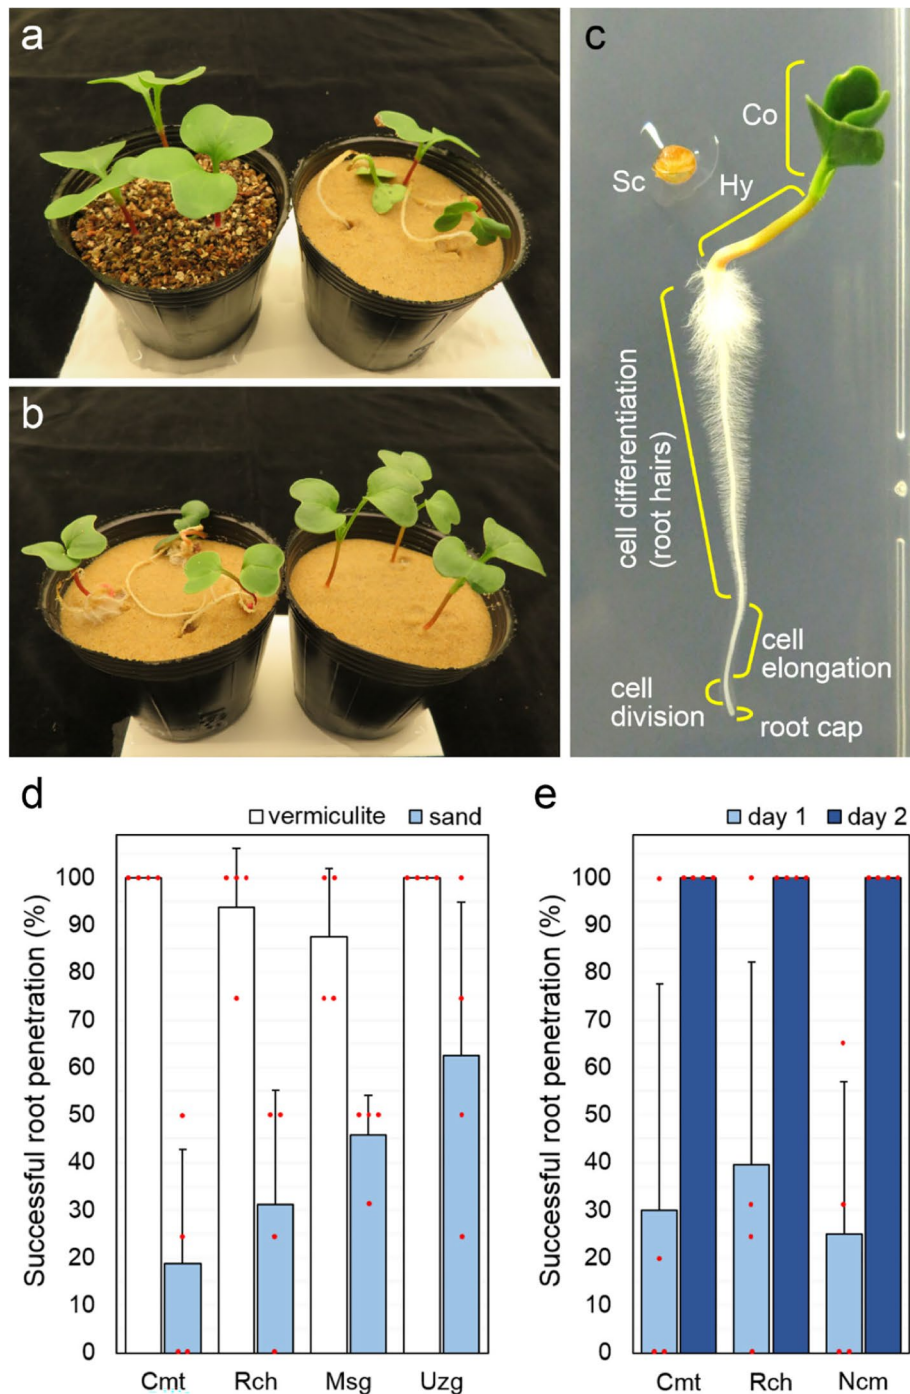 a
b
c
Co
Sc
Hy
cell differentiation
(root hairs)
cell
elongation
cell
division
root cap
d
vermiculite
sand
Successful root penetration (%)
100
90
80
70
60
50
40
30
20
10
0
Cmt
Rch
Msg
Uzg
e
day 1
day 2
Successful root penetration (%)
100
90
80
70
60
50
40
30
20
10
0
Cmt
Rch
Ncm